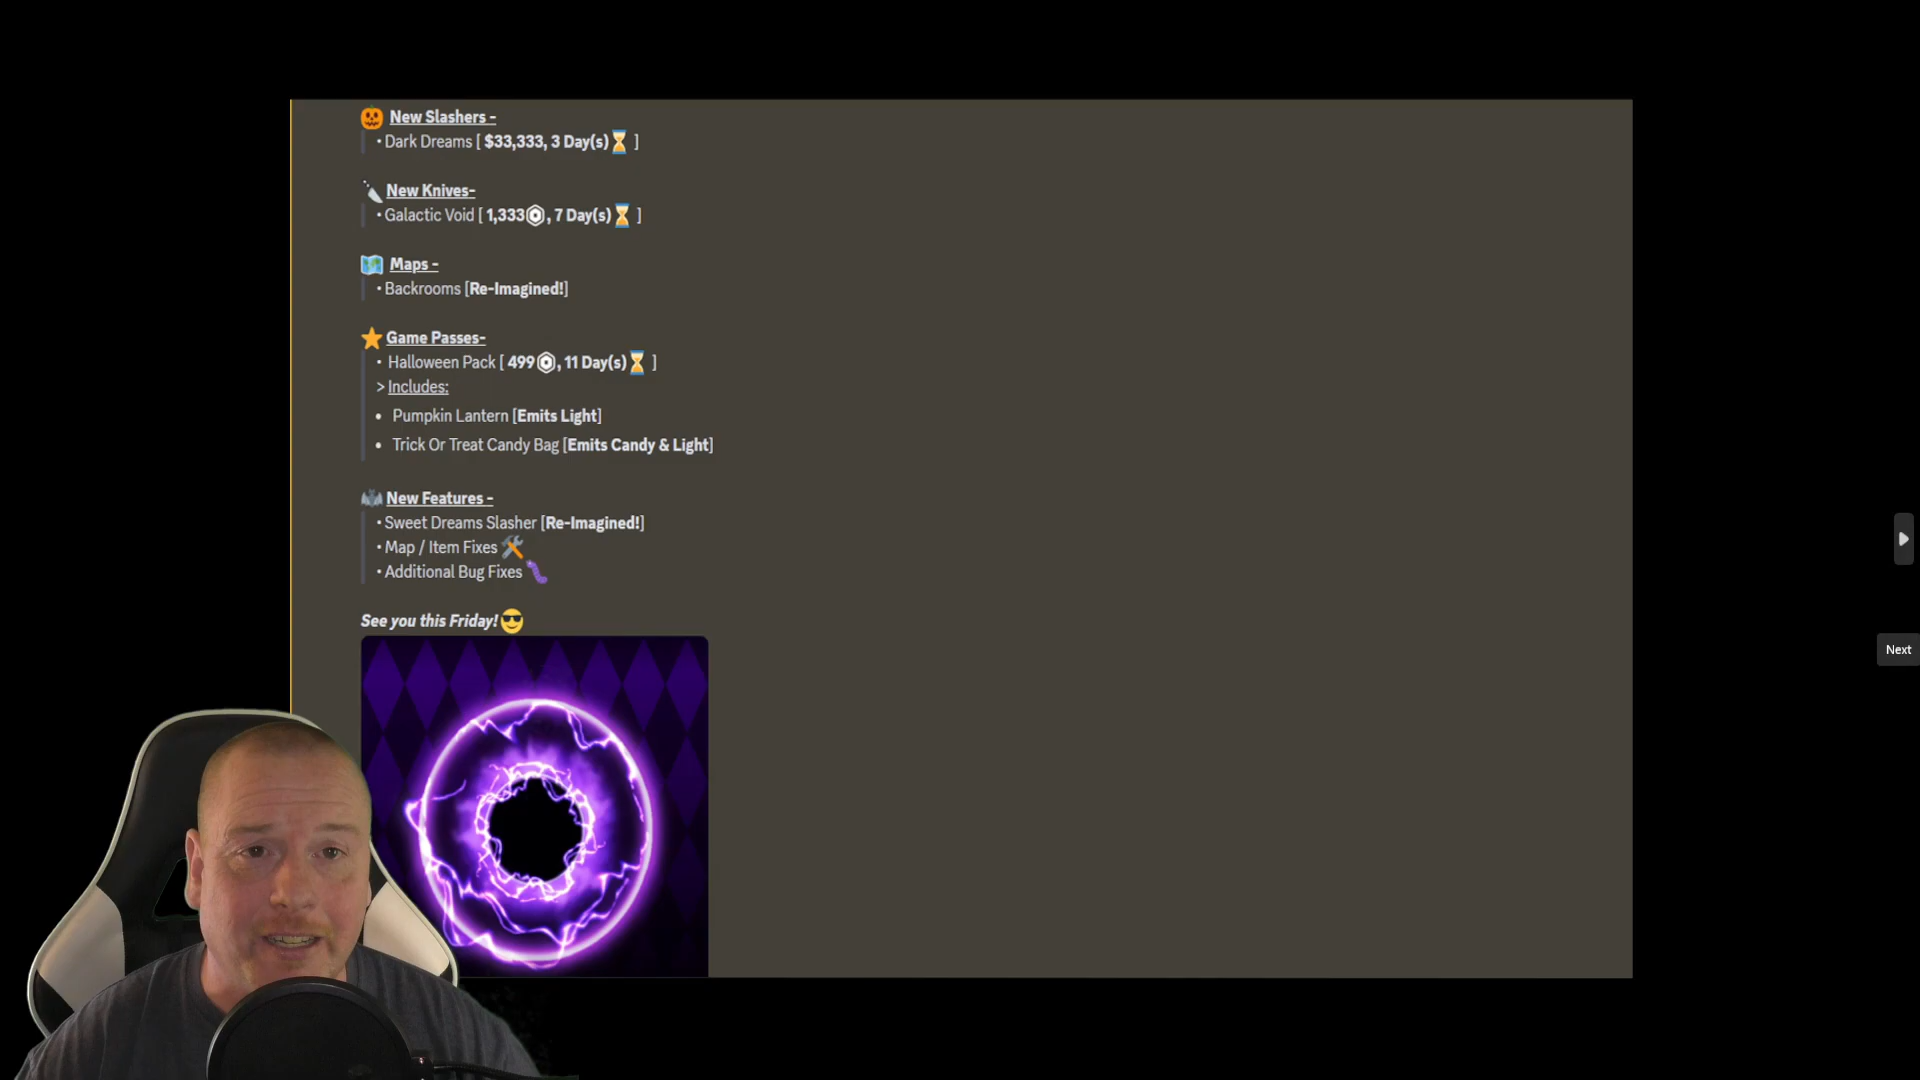 🎃 New Slashers -
• Dark Dreams [ $33,333, 3 Day(s)⏳ ]
🔪 New Knives-
• Galactic Void [ 1,333, 7 Day(s)⏳ ]
🗺️ Maps -
• Backrooms [Re-Imagined!]
⭐ Game Passes-
• Halloween Pack [ 499, 11 Day(s)⏳ ]
> Includes:
• Pumpkin Lantern [Emits Light]
• Trick Or Treat Candy Bag [Emits Candy & Light]
🦇 New Features -
• Sweet Dreams Slasher [Re-Imagined!]
• Map / Item Fixes 🛠️
• Additional Bug Fixes 🪱
See you this Friday! 😎
Next